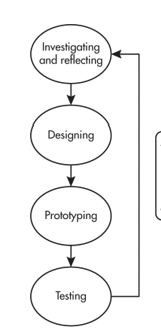 Investigating
and reflecting
Designing
Prototyping
Testing